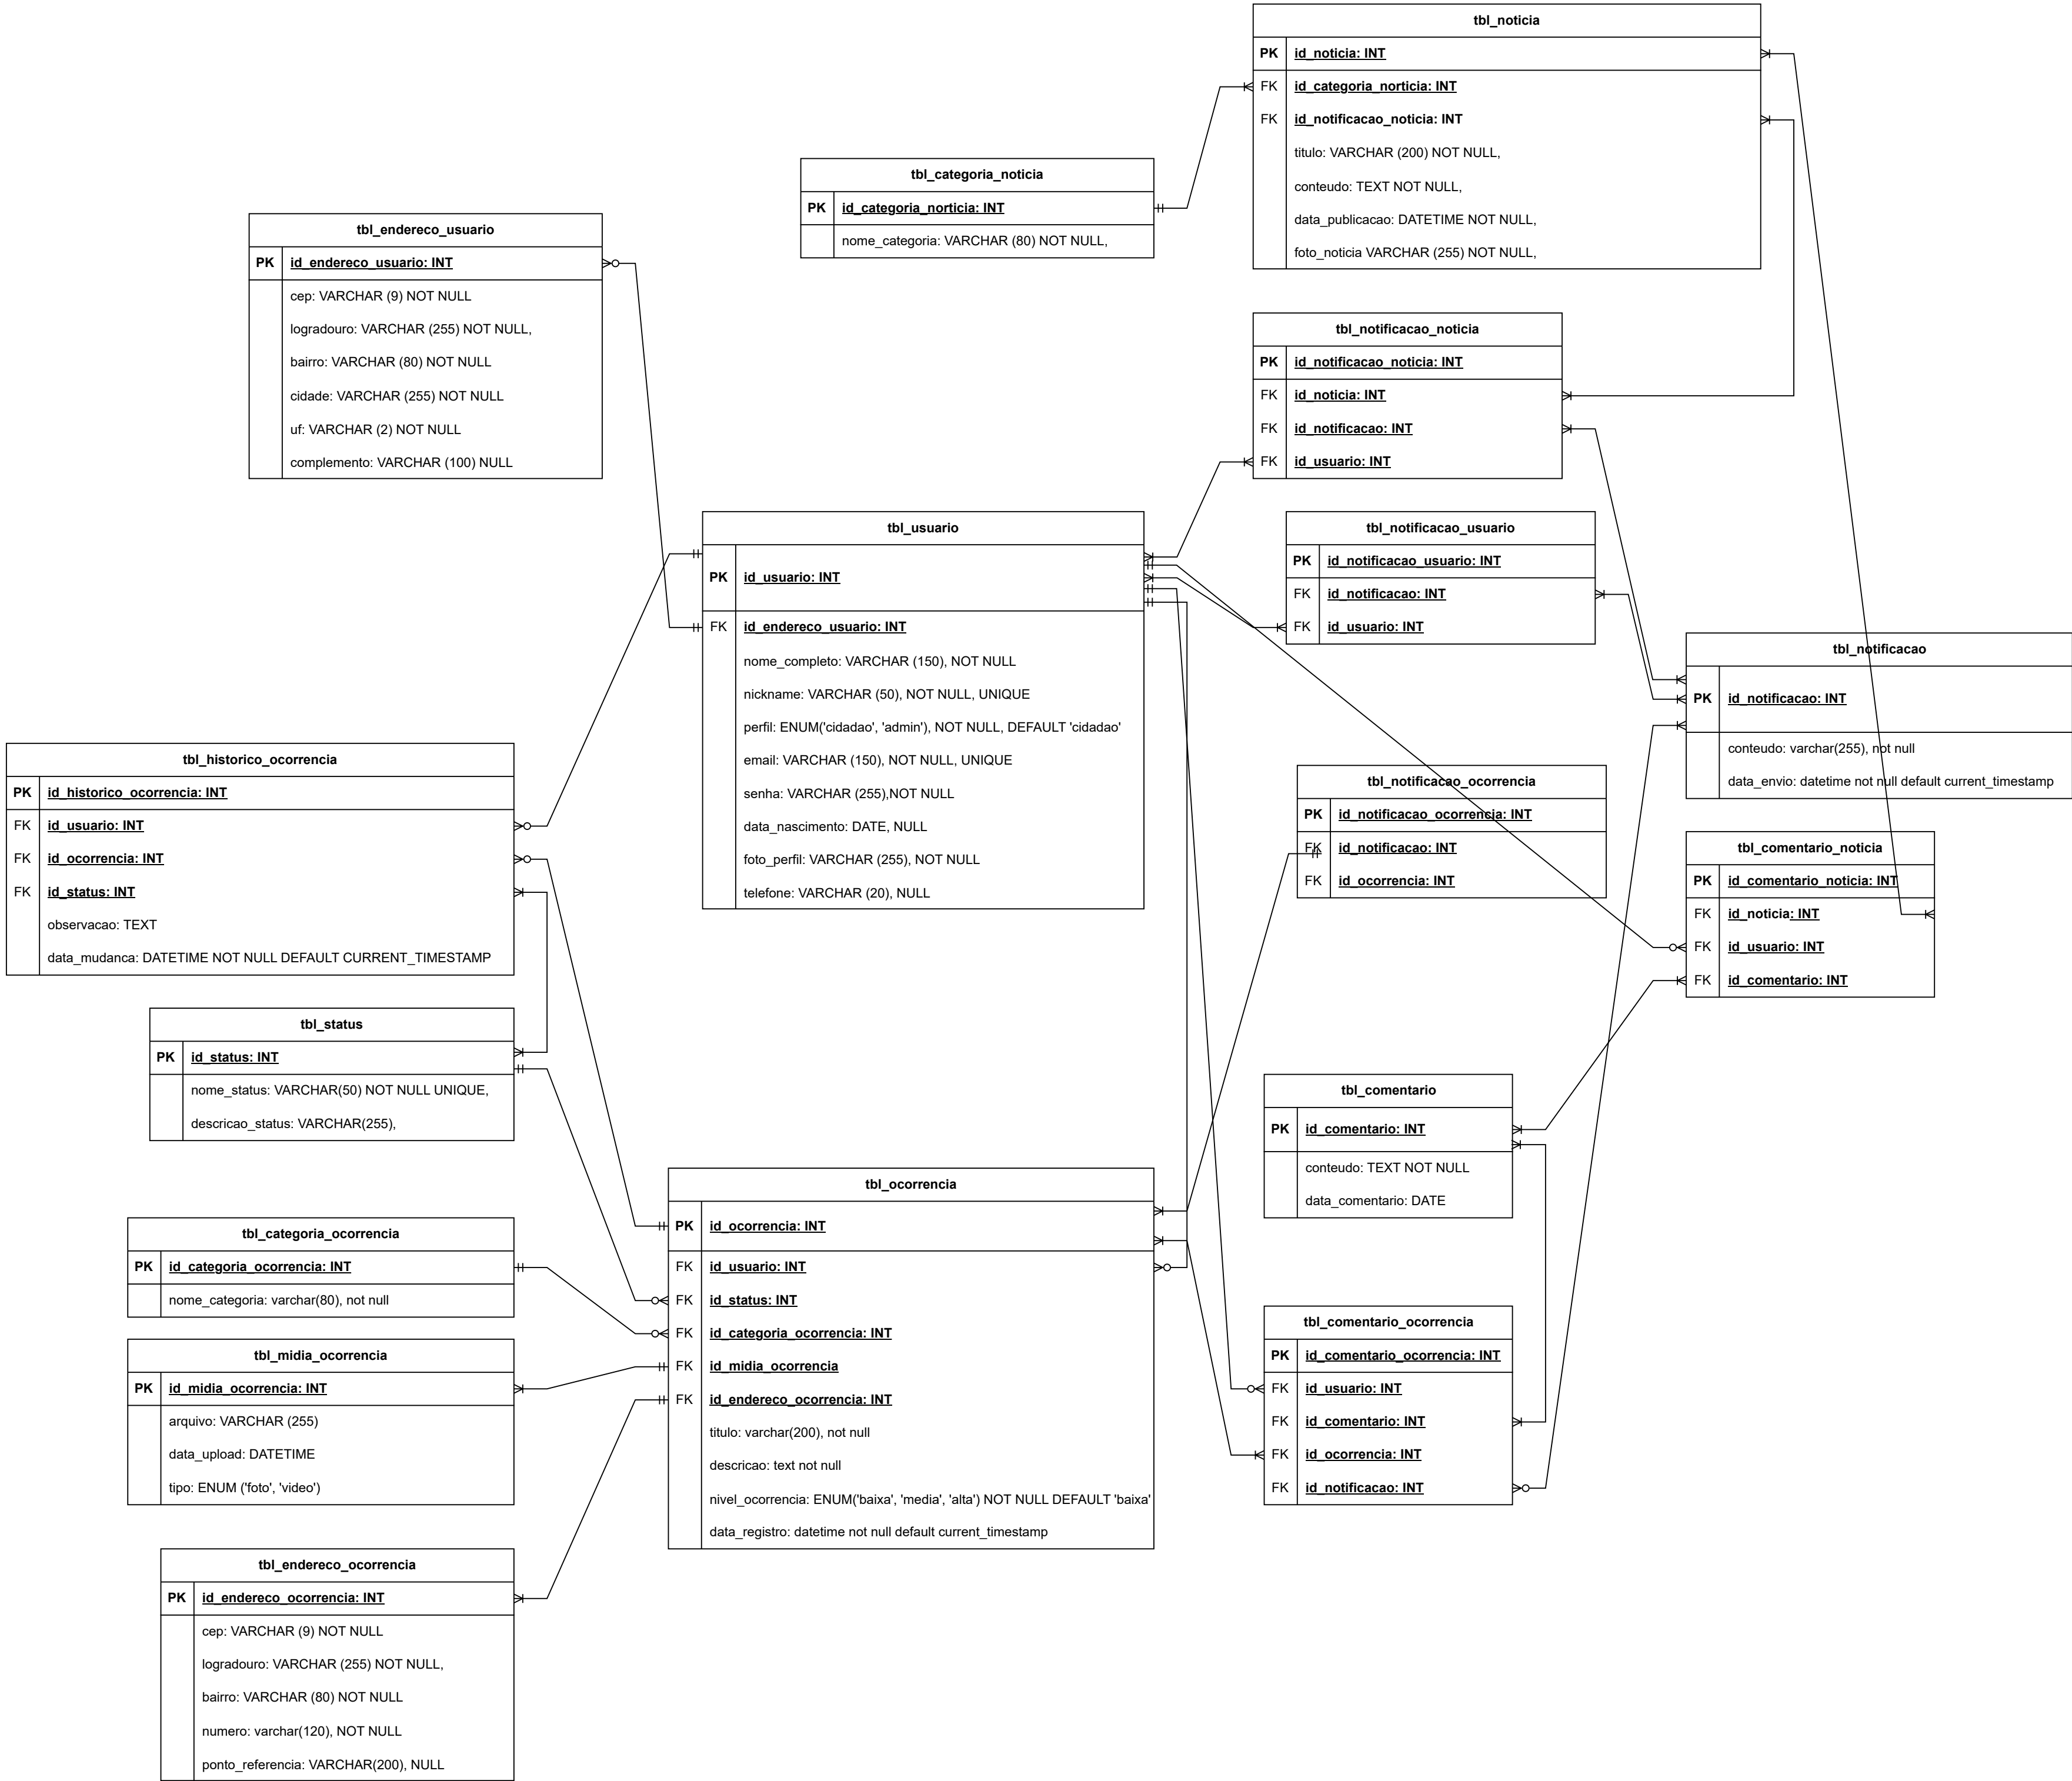 tbl_noticia
PK id_noticia: INT
FK id_categoria_norticia: INT
FK id_notificacao_noticia: INT
titulo: VARCHAR (200) NOT NULL,
conteudo: TEXT NOT NULL,
data_publicacao: DATETIME NOT NULL,
foto_noticia VARCHAR (255) NOT NULL,
tbl_categoria_noticia
PK id_categoria_norticia: INT
nome_categoria: VARCHAR (80) NOT NULL,
tbl_endereco_usuario
PK id_endereco_usuario: INT
cep: VARCHAR (9) NOT NULL
logradouro: VARCHAR (255) NOT NULL,
bairro: VARCHAR (80) NOT NULL
cidade: VARCHAR (255) NOT NULL
uf: VARCHAR (2) NOT NULL
complemento: VARCHAR (100) NULL
tbl_notificacao_noticia
PK id_notificacao_noticia: INT
FK id_noticia: INT
FK id_notificacao: INT
FK id_usuario: INT
tbl_usuario
PK id_usuario: INT
FK id_endereco_usuario: INT
nome_completo: VARCHAR (150), NOT NULL
nickname: VARCHAR (50), NOT NULL, UNIQUE
perfil: ENUM('cidadao', 'admin'), NOT NULL, DEFAULT 'cidadao'
email: VARCHAR (150), NOT NULL, UNIQUE
senha: VARCHAR (255),NOT NULL
data_nascimento: DATE, NULL
foto_perfil: VARCHAR (255), NOT NULL
telefone: VARCHAR (20), NULL
tbl_notificacao_usuario
PK id_notificacao_usuario: INT
FK id_notificacao: INT
FK id_usuario: INT
tbl_notificacao
PK id_notificacao: INT
conteudo: varchar(255), not null
data_envio: datetime not null default current_timestamp
tbl_historico_ocorrencia
PK id_historico_ocorrencia: INT
FK id_usuario: INT
FK id_ocorrencia: INT
FK id_status: INT
observacao: TEXT
data_mudanca: DATETIME NOT NULL DEFAULT CURRENT_TIMESTAMP
tbl_notificacao_ocorrencia
PK id_notificacao_ocorrencia: INT
FK id_notificacao: INT
FK id_ocorrencia: INT
tbl_comentario_noticia
PK id_comentario_noticia: INT
FK id_noticia: INT
FK id_usuario: INT
FK id_comentario: INT
tbl_status
PK id_status: INT
nome_status: VARCHAR(50) NOT NULL UNIQUE,
descricao_status: VARCHAR(255),
tbl_comentario
PK id_comentario: INT
conteudo: TEXT NOT NULL
data_comentario: DATE
tbl_ocorrencia
PK id_ocorrencia: INT
FK id_usuario: INT
FK id_status: INT
FK id_categoria_ocorrencia: INT
FK id_midia_ocorrencia
FK id_endereco_ocorrencia: INT
titulo: varchar(200), not null
descricao: text not null
nivel_ocorrencia: ENUM('baixa', 'media', 'alta') NOT NULL DEFAULT 'baixa'
data_registro: datetime not null default current_timestamp
tbl_categoria_ocorrencia
PK id_categoria_ocorrencia: INT
nome_categoria: varchar(80), not null
tbl_comentario_ocorrencia
PK id_comentario_ocorrencia: INT
FK id_usuario: INT
FK id_comentario: INT
FK id_ocorrencia: INT
FK id_notificacao: INT
tbl_midia_ocorrencia
PK id_midia_ocorrencia: INT
arquivo: VARCHAR (255)
data_upload: DATETIME
tipo: ENUM ('foto', 'video')
tbl_endereco_ocorrencia
PK id_endereco_ocorrencia: INT
cep: VARCHAR (9) NOT NULL
logradouro: VARCHAR (255) NOT NULL,
bairro: VARCHAR (80) NOT NULL
numero: varchar(120), NOT NULL
ponto_referencia: VARCHAR(200), NULL